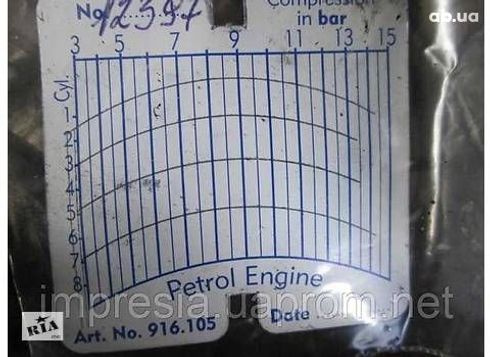 No. 12397
Compression
in bar
ab.ua
3 5 7 9 11 13 15
Cyl.
1
2
3
4
5
6
7
8
Petrol Engine
impresia.uaprom.net
Art. No. 916.105
Date
RIA